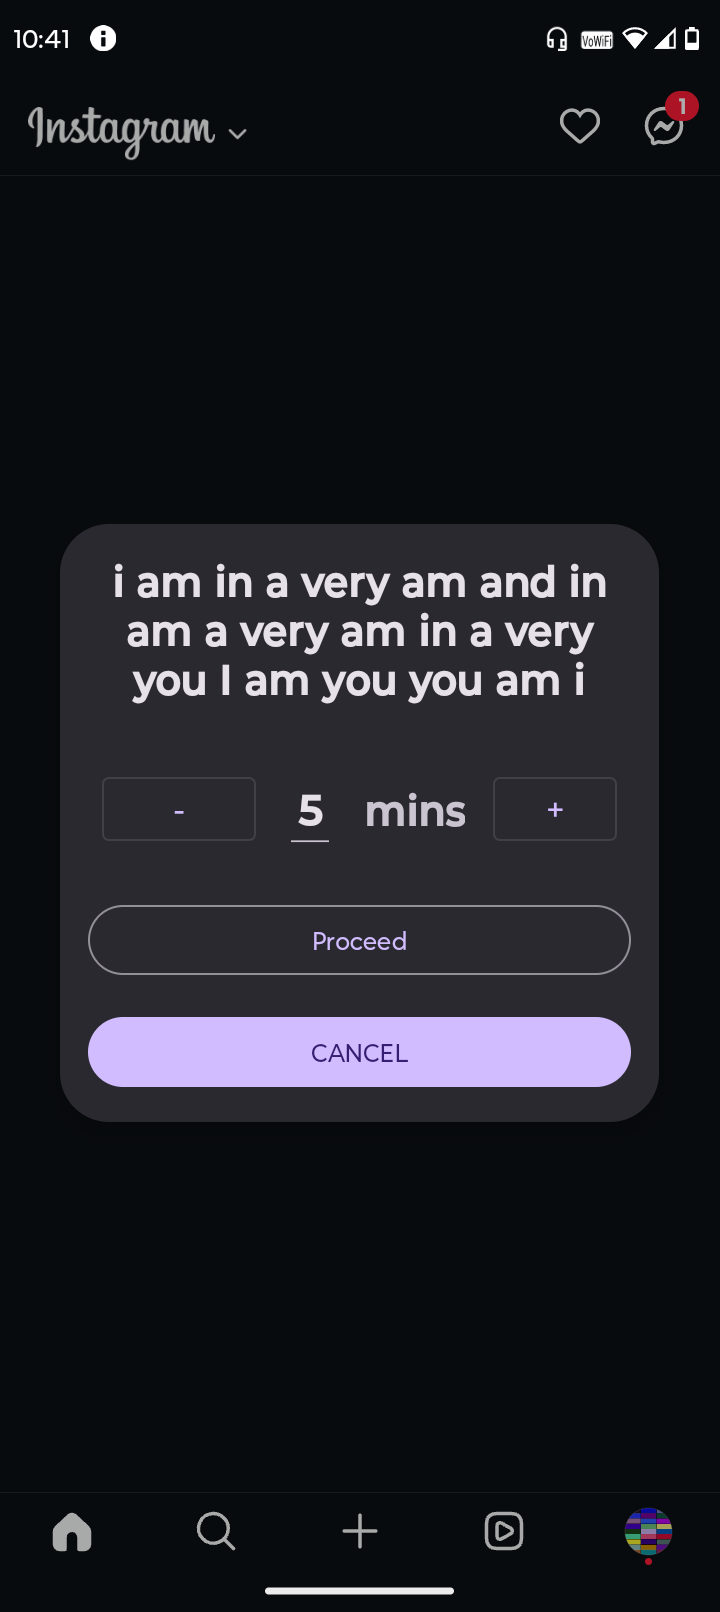 10:41
VoWiFi
Instagram
1
i am in a very am and in
am a very am in a very
you I am you you am i
- 5 mins +
Proceed
CANCEL